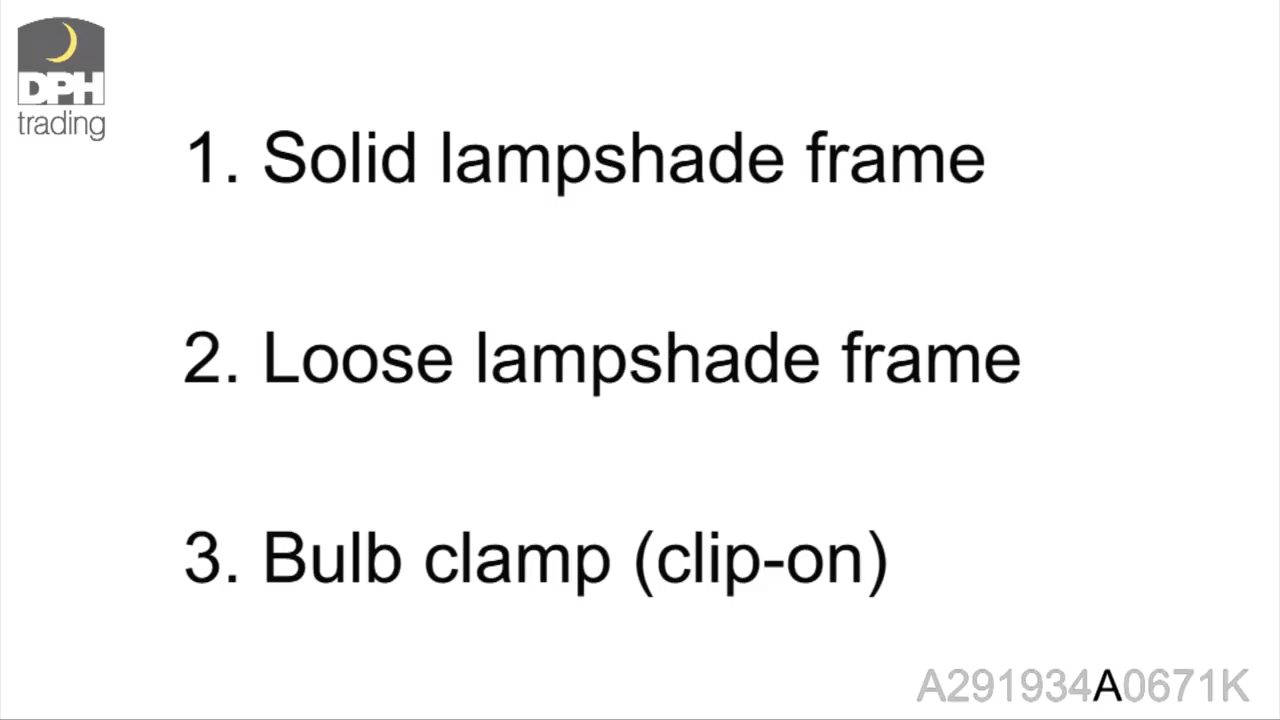 DPH
trading
1. Solid lampshade frame
2. Loose lampshade frame
3. Bulb clamp (clip-on)
A291934A0671K